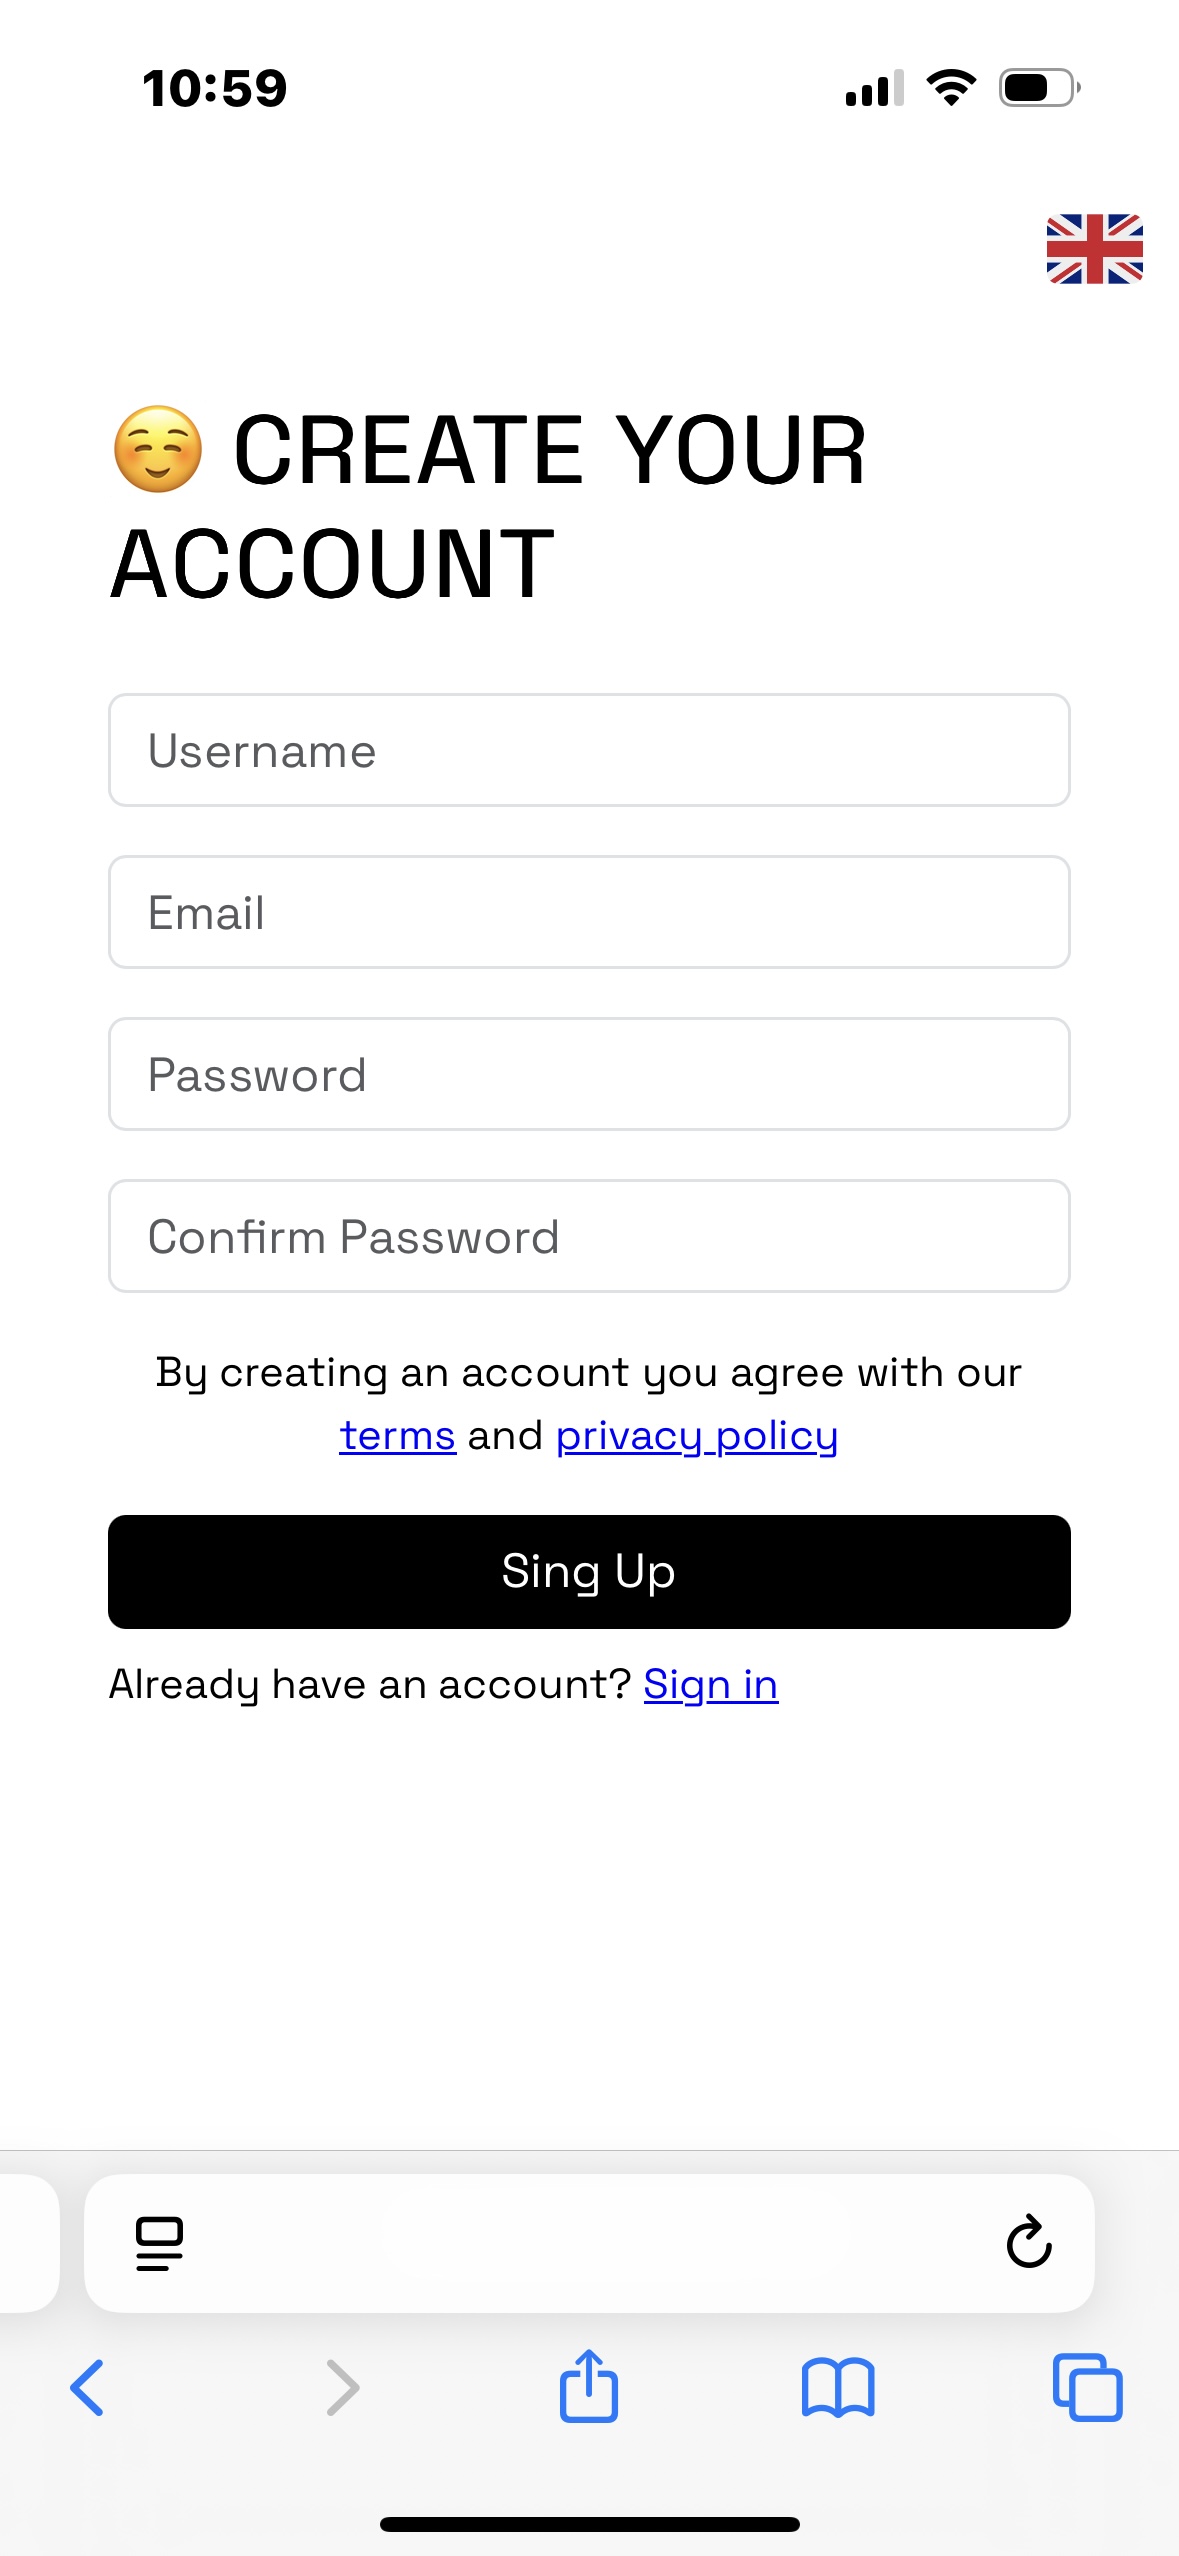 10:59
☺️ CREATE YOUR
ACCOUNT
Username
Email
Password
Confirm Password
By creating an account you agree with our
terms and privacy policy
Sing Up
Already have an account? Sign in